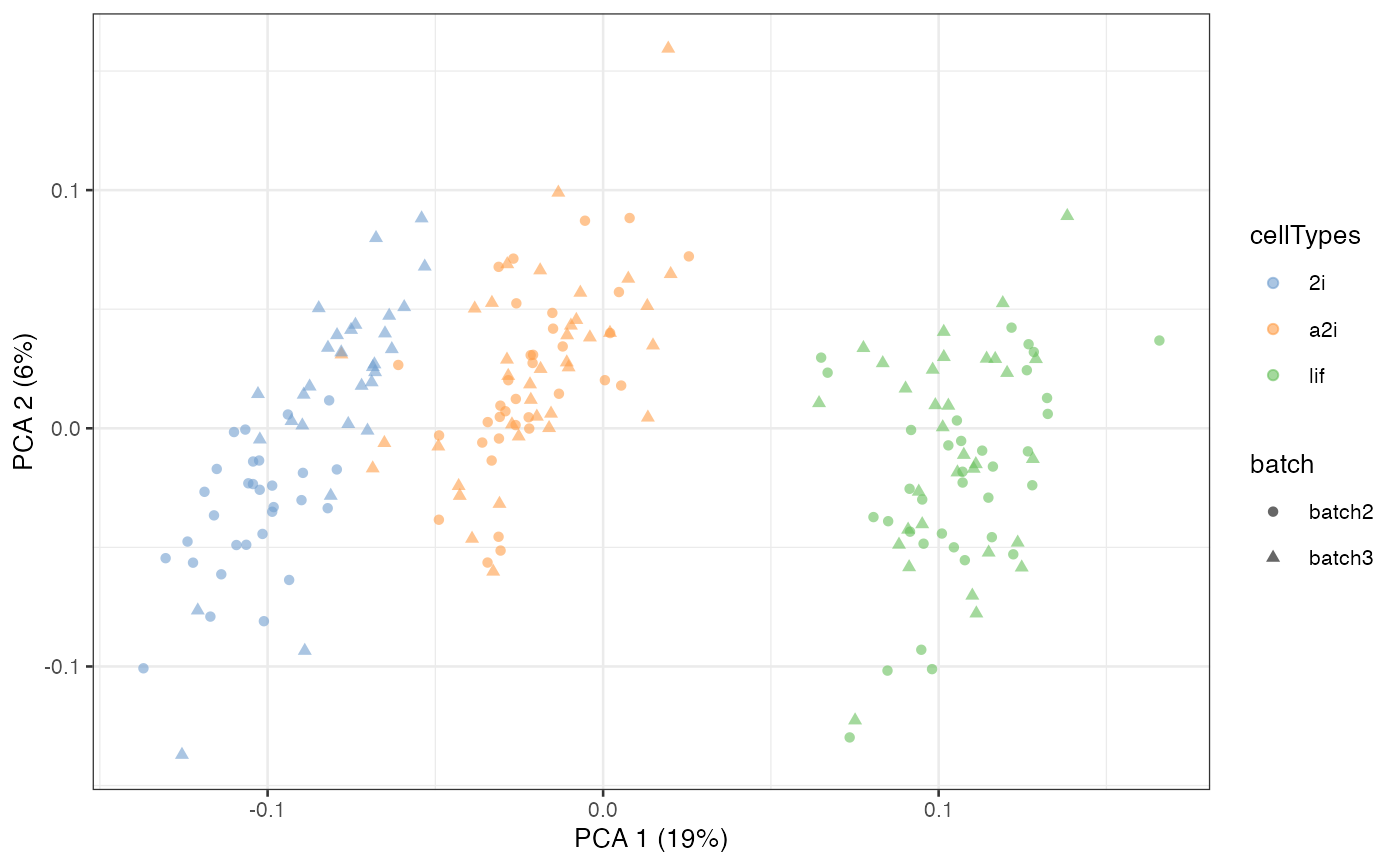 0.1
0.0
-0.1
PCA 2 (6%)
-0.1
0.0
0.1
PCA 1 (19%)
cellTypes
2i
a2i
lif
batch
batch2
batch3